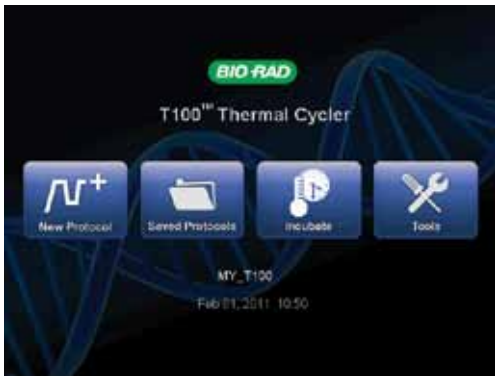 BIO-RAD
T100™ Thermal Cycler
New Protocol Saved Protocols Incubate Tools
MY_T100
Feb 01, 2011 10:50